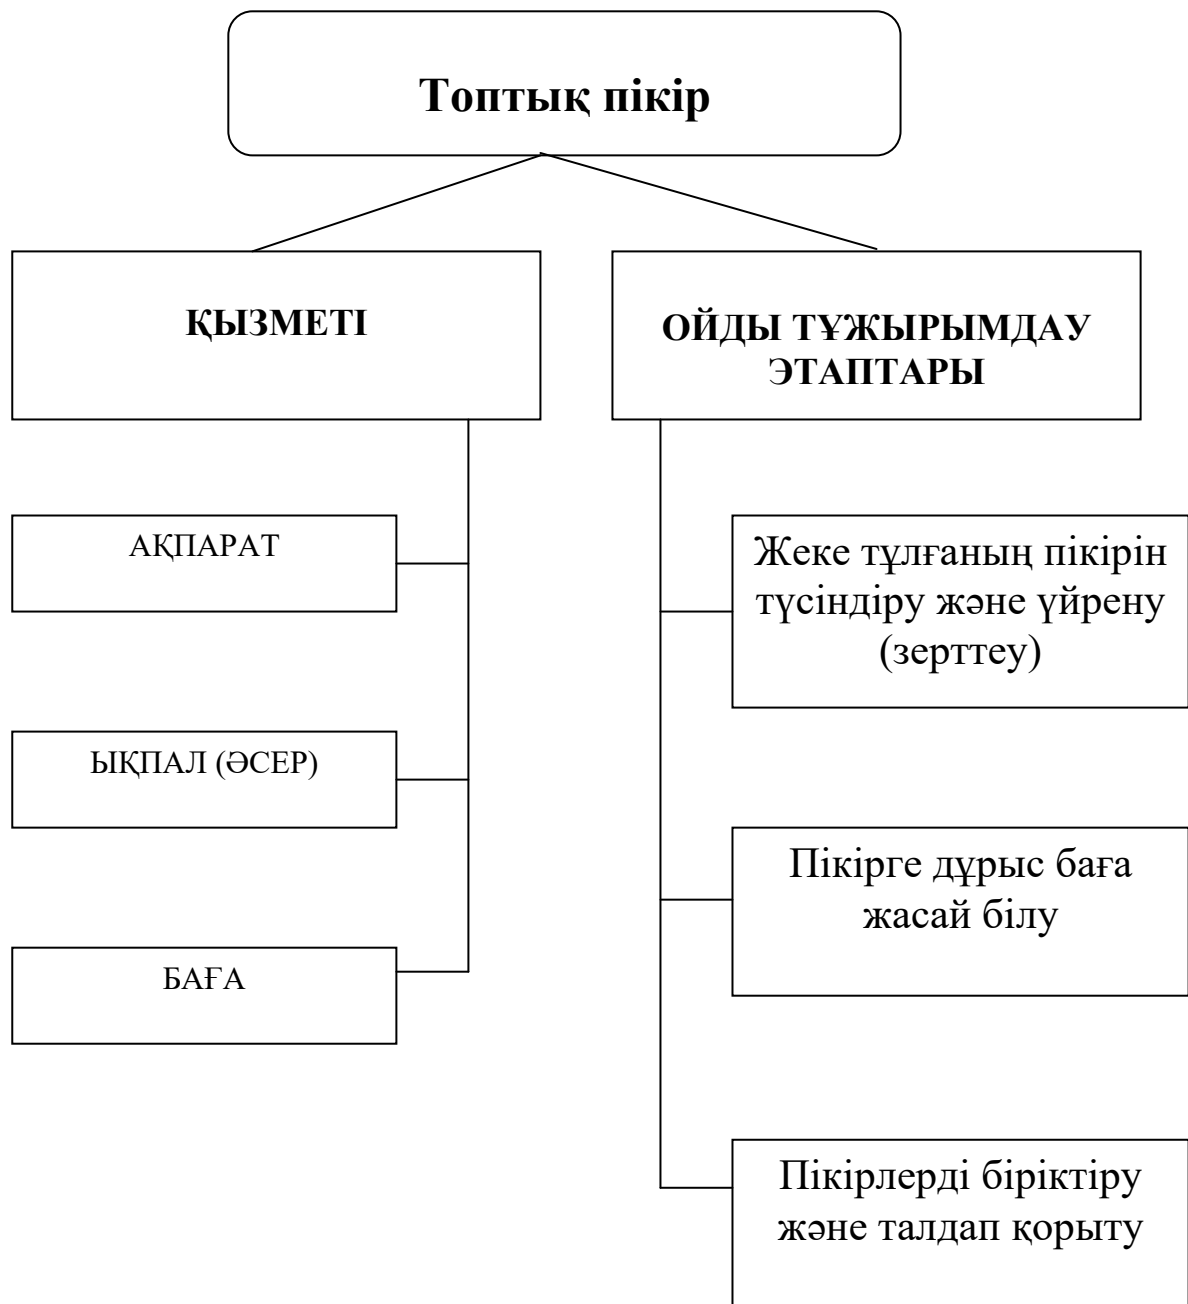 Топтық пікір
ҚЫЗМЕТІ
ОЙДЫ ТҰЖЫРЫМДАУ
ЭТАПТАРЫ
АҚПАРАТ
ЫҚПАЛ (ӘСЕР)
БАҒА
Жеке тұлғаның пікірін
түсіндіру және үйрену
(зерттеу)
Пікірге дұрыс баға
жасай білу
Пікірлерді біріктіру
және талдап қорыту